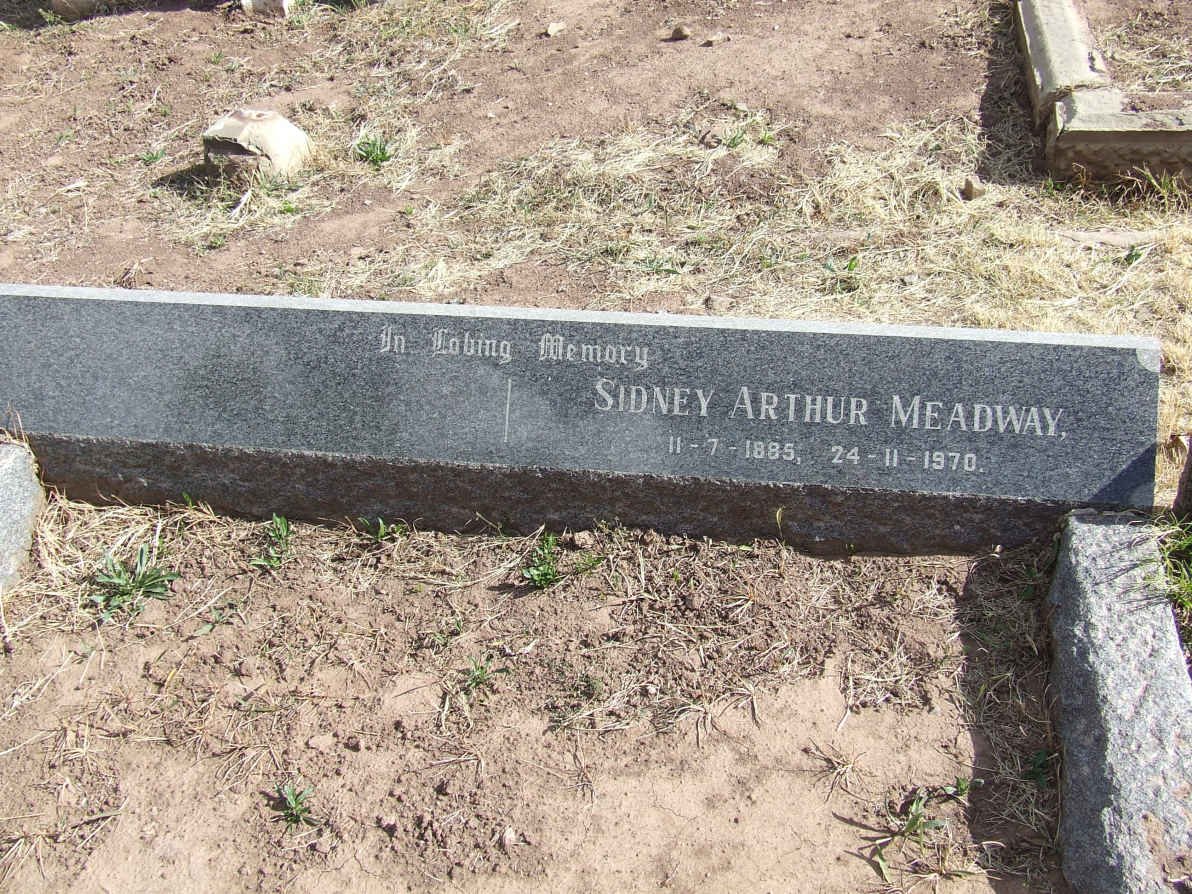 In Loving Memory
SIDNEY ARTHUR MEADWAY,
11-7-1885, 24-11-1970.